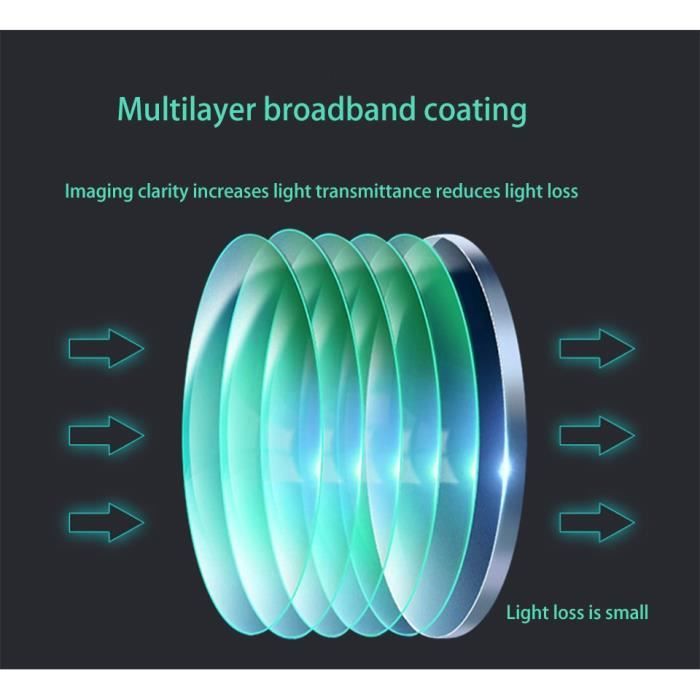 Multilayer broadband coating
Imaging clarity increases light transmittance reduces light loss
Light loss is small